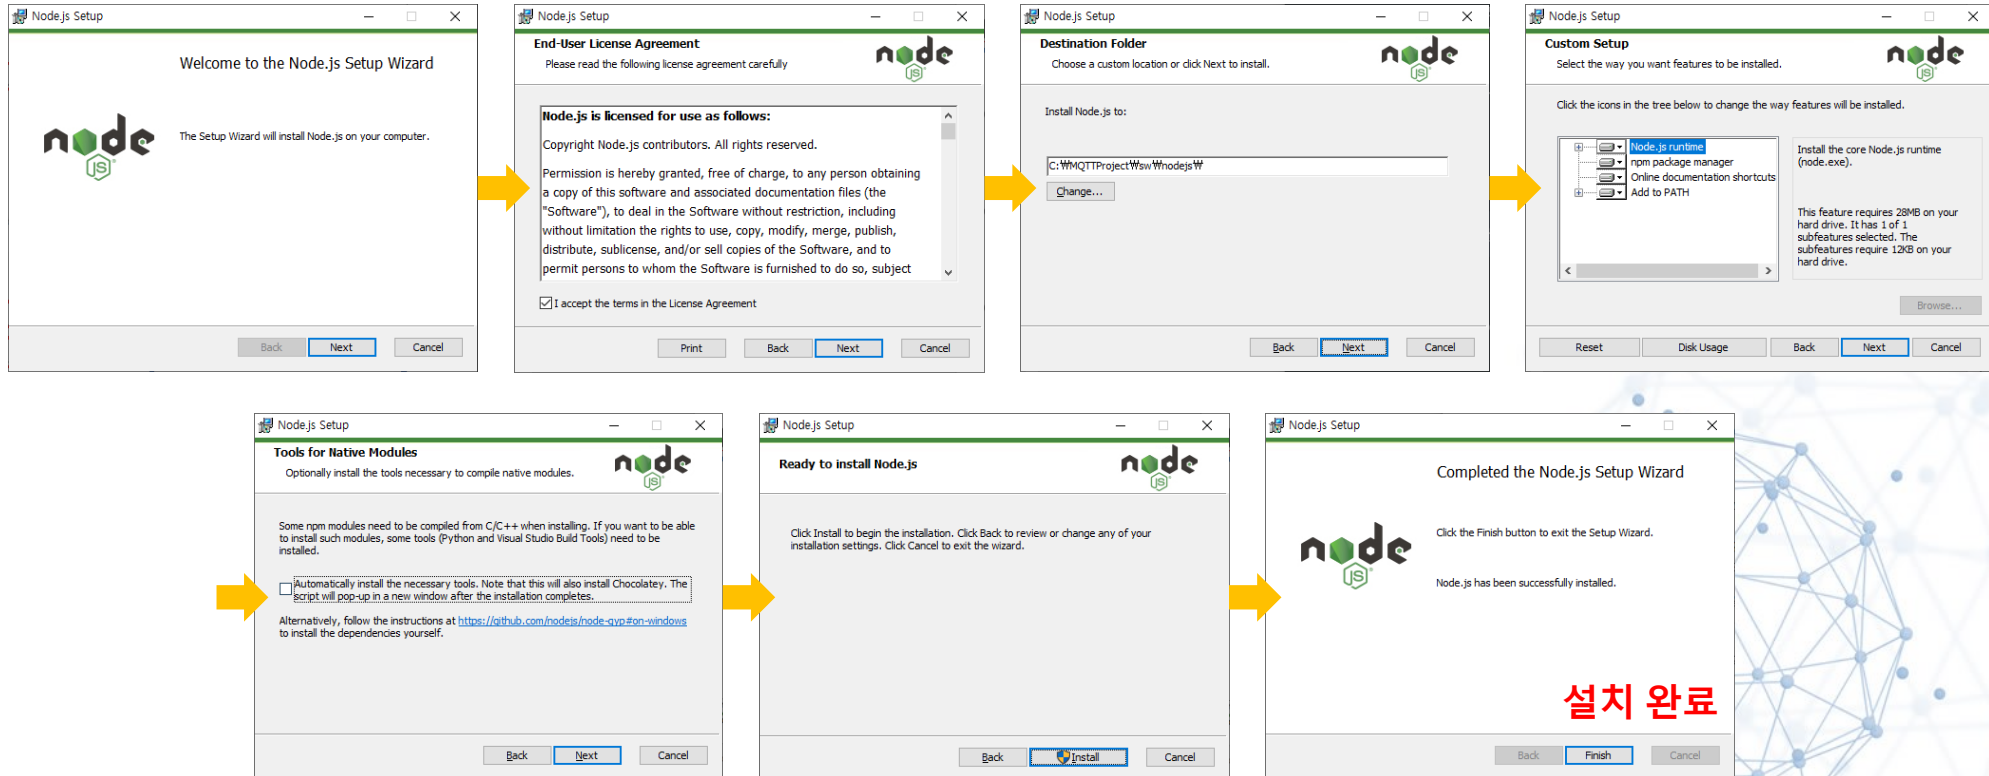 Node.js Setup
Welcome to the Node.js Setup Wizard
node
JS
The Setup Wizard will install Node.js on your computer.
Back
Next
Cancel
Node.js Setup
End-User License Agreement
Please read the following license agreement carefully
node
JS
Node.js is licensed for use as follows:
Copyright Node.js contributors. All rights reserved.
Permission is hereby granted, free of charge, to any person obtaining
a copy of this software and associated documentation files (the
"Software"), to deal in the Software without restriction, including
without limitation the rights to use, copy, modify, merge, publish,
distribute, sublicense, and/or sell copies of the Software, and to
permit persons to whom the Software is furnished to do so, subject
I accept the terms in the License Agreement
Print
Back
Next
Cancel
Node.js Setup
Destination Folder
Choose a custom location or click Next to install.
node
JS
Install Node.js to:
C:₩MQTTProject₩sw₩nodejs₩
Change...
Back
Next
Cancel
Node.js Setup
Custom Setup
Select the way you want features to be installed.
node
JS
Click the icons in the tree below to change the way features will be installed.
Node.js runtime
npm package manager
Online documentation shortcuts
Add to PATH
Install the core Node.js runtime
(node.exe).
This feature requires 28MB on your
hard drive. It has 1 of 1
subfeatures selected. The
subfeatures require 12KB on your
hard drive.
Browse...
Reset
Disk Usage
Back
Next
Cancel
Node.js Setup
Tools for Native Modules
Optionally install the tools necessary to compile native modules.
node
JS
Some npm modules need to be compiled from C/C++ when installing. If you want to be able
to install such modules, some tools (Python and Visual Studio Build Tools) need to be
installed.
Automatically install the necessary tools. Note that this will also install Chocolatey. The
script will pop-up in a new window after the installation completes.
Alternatively, follow the instructions at https://github.com/nodejs/node-gyp#on-windows
to install the dependencies yourself.
Back
Next
Cancel
Node.js Setup
Ready to install Node.js
node
JS
Click Install to begin the installation. Click Back to review or change any of your
installation settings. Click Cancel to exit the wizard.
Back
Install
Cancel
Node.js Setup
Completed the Node.js Setup Wizard
node
JS
Click the Finish button to exit the Setup Wizard.
Node.js has been successfully installed.
설치 완료
Back
Finish
Cancel